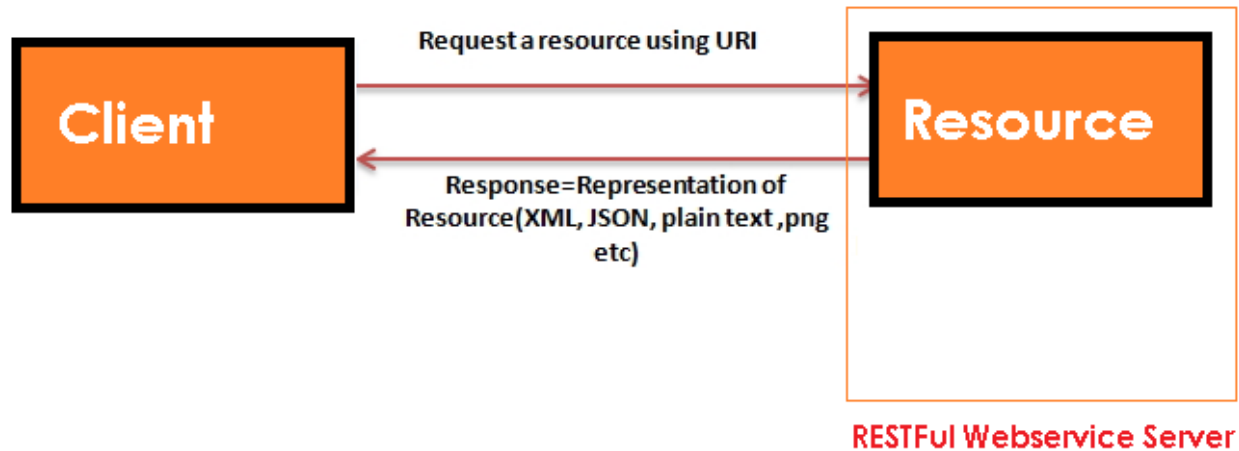 Request a resource using URI
Client
Resource
Response=Representation of
Resource(XML, JSON, plain text ,png
etc)
RESTFul Webservice Server